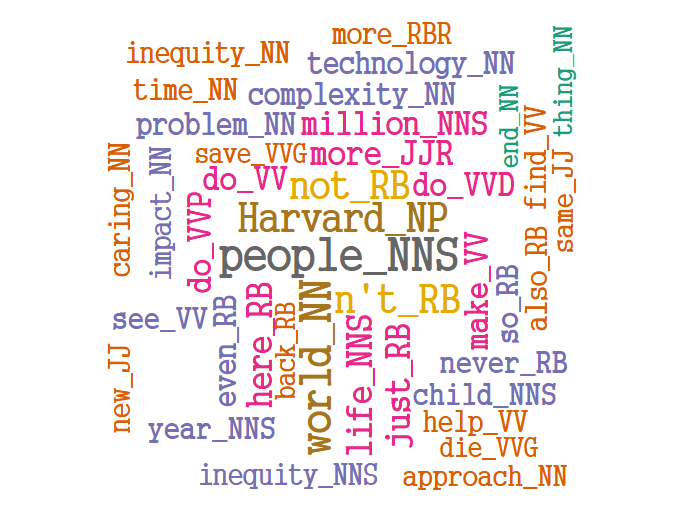 more_RBR
inequity_NN
technology_NN
time_NN
complexity_NN
problem_NN
million_NNS
end_NN
thing_NN
save_VVG
more_JJR
caring_NN
impact_NN
do_VV
not_RB
do_VVD
find_VV
same_JJ
do_VVP
Harvard_NP
people_NNS
make_VV
so_RB
also_RB
see_VV
even_RB
here_RB
back_RB
world_NN
n't_RB
life_NNS
just_RB
never_RB
new_JJ
child_NNS
year_NNS
help_VV
die_VVG
inequity_NNS
approach_NN